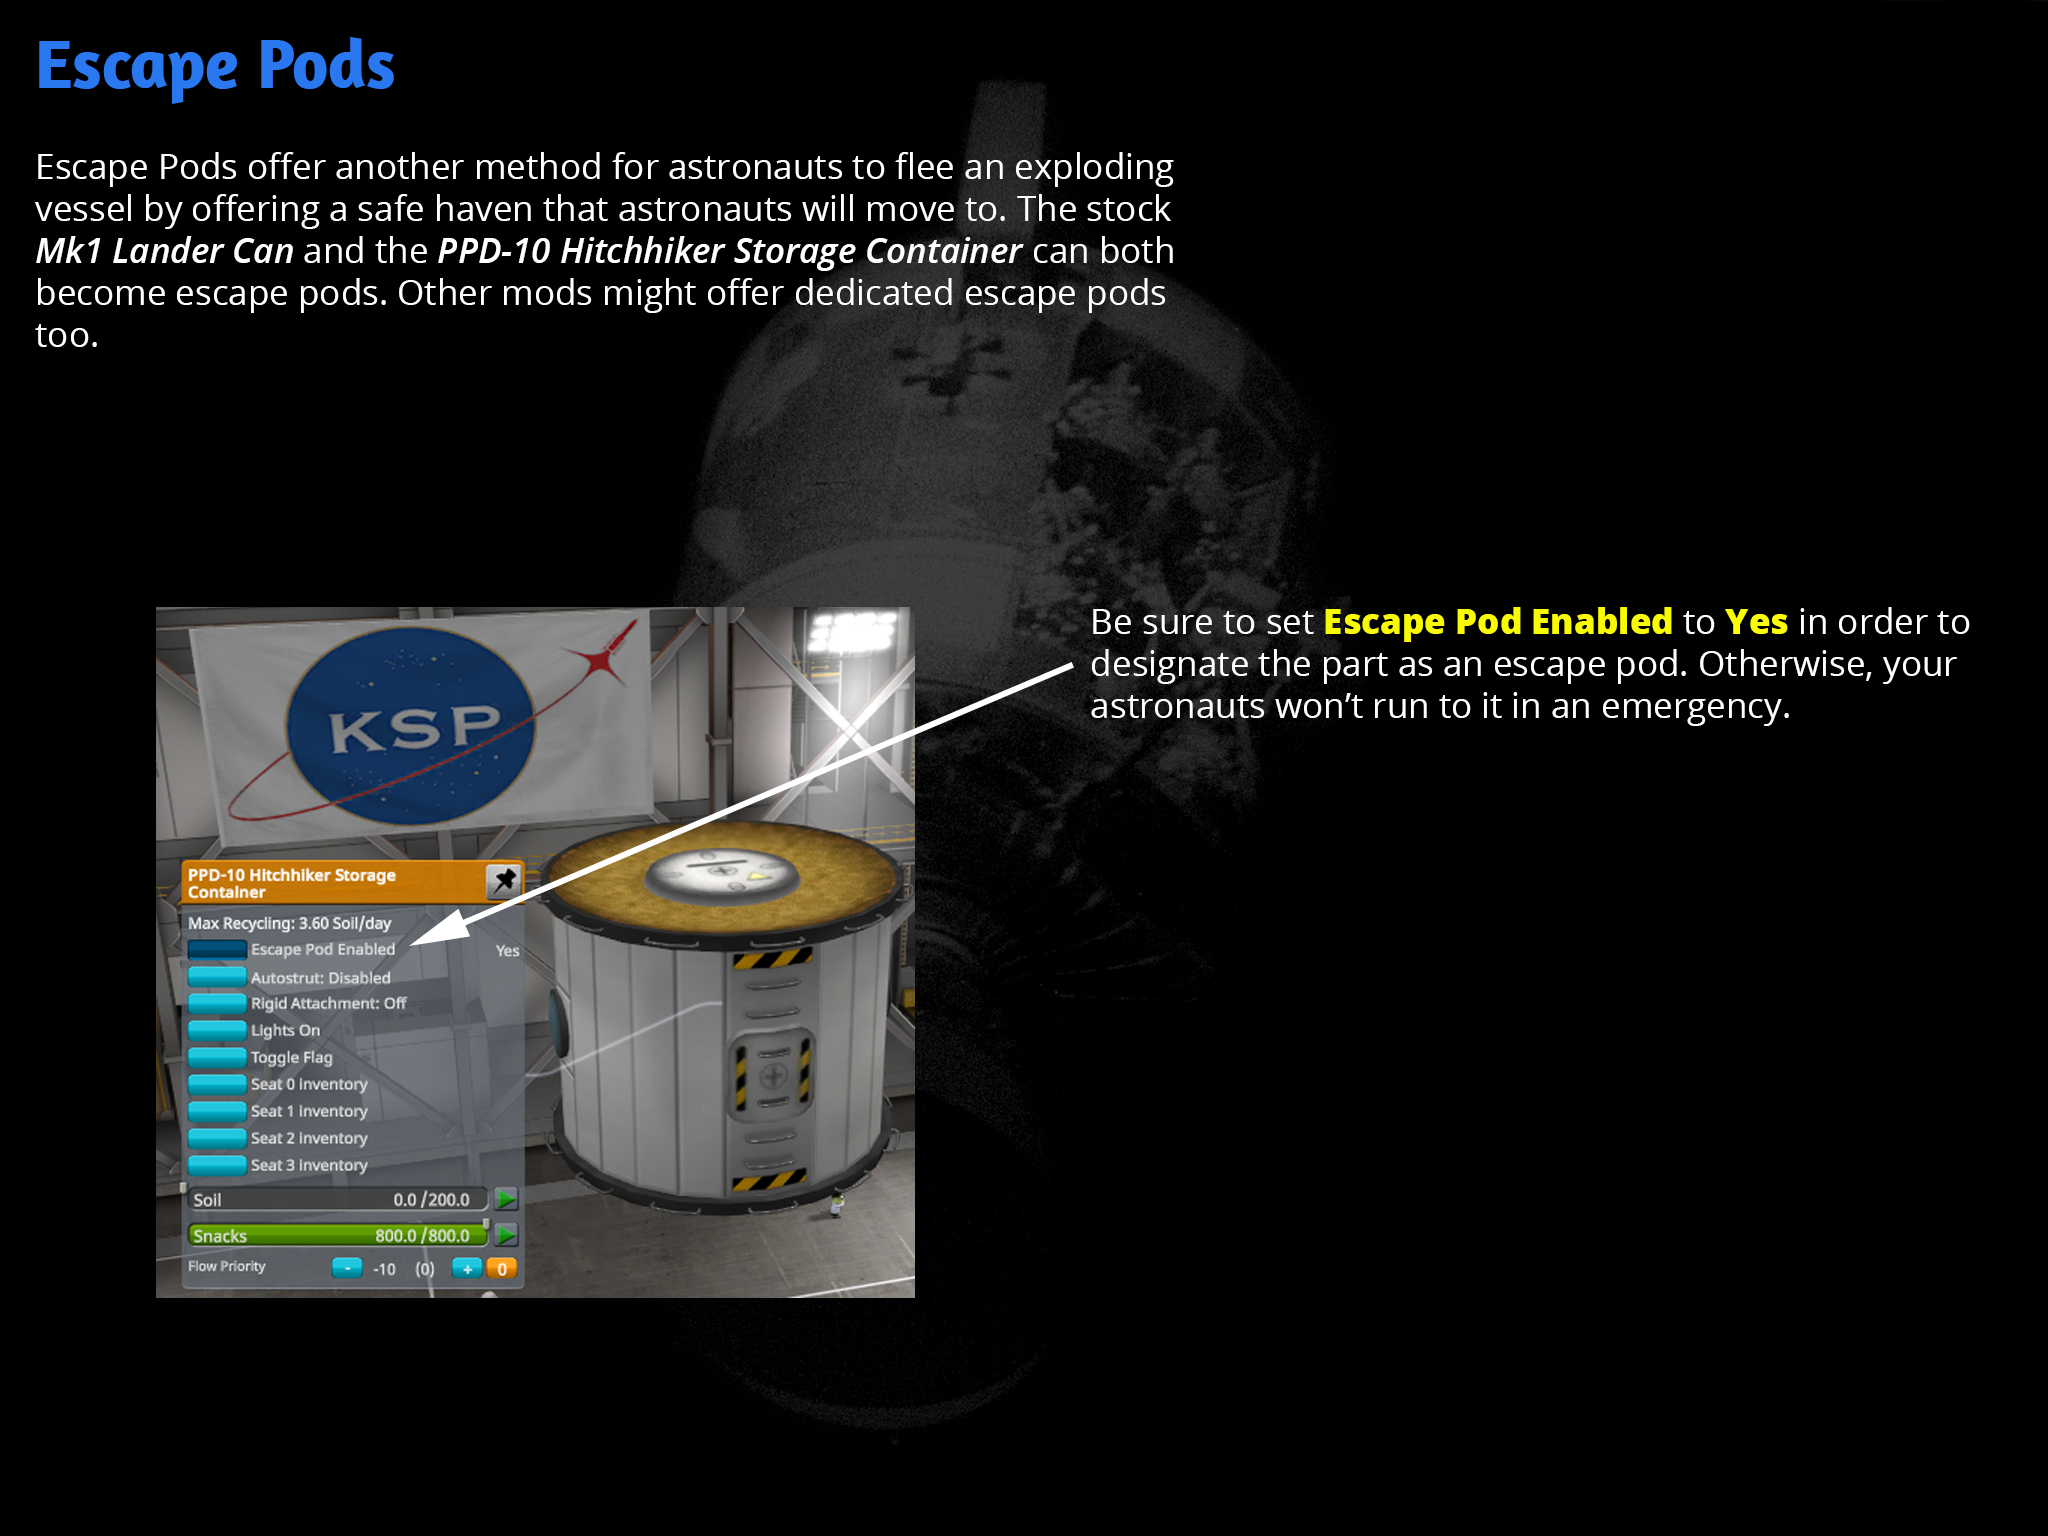 Escape Pods
Escape Pods offer another method for astronauts to flee an exploding
vessel by offering a safe haven that astronauts will move to. The stock
Mk1 Lander Can and the PPD-10 Hitchhiker Storage Container can both
become escape pods. Other mods might offer dedicated escape pods
too.
Be sure to set Escape Pod Enabled to Yes in order to
designate the part as an escape pod. Otherwise, your
astronauts won’t run to it in an emergency.
KSP
PPD-10 Hitchhiker Storage
Container
Max Recycling: 3.60 Soil/day
Escape Pod Enabled Yes
Autostrut: Disabled
Rigid Attachment: Off
Lights On
Toggle Flag
Seat 0 inventory
Seat 1 inventory
Seat 2 inventory
Seat 3 inventory
Soil 0.0 /200.0
Snacks 800.0 /800.0
Flow Priority - -10 (0) + 0